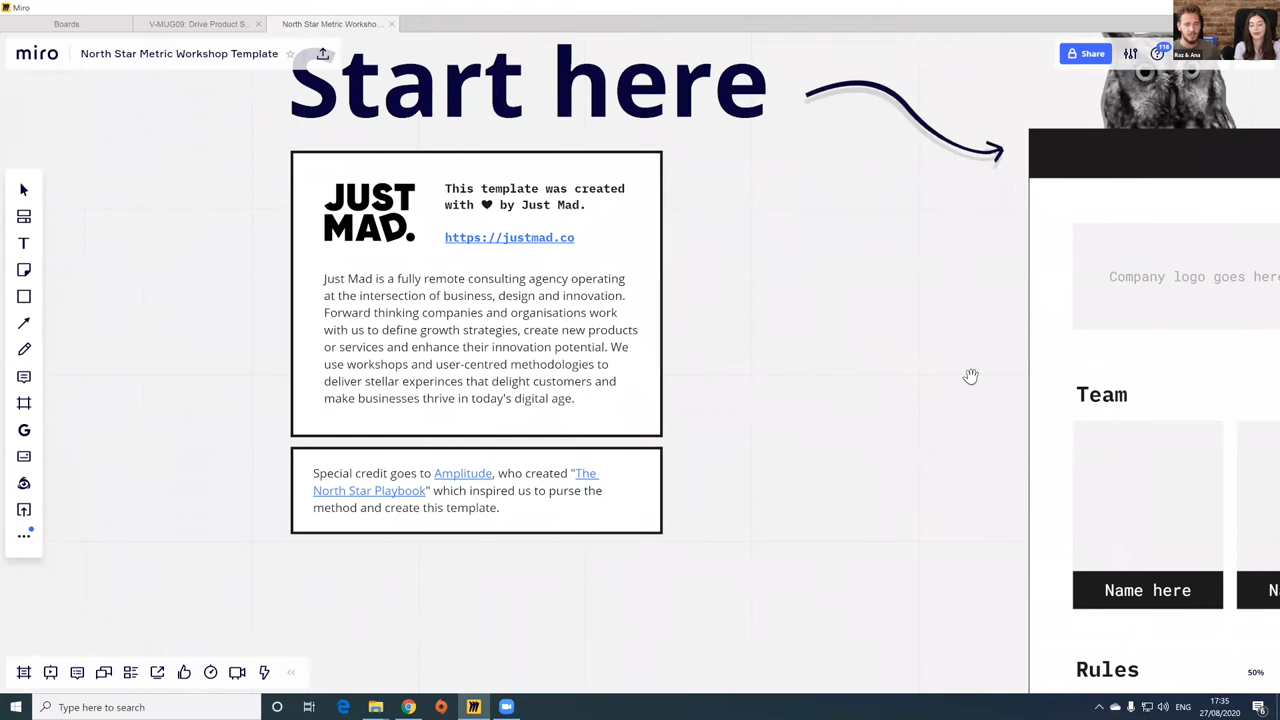 Miro
Boards
V-MUG09: Drive Product S...
North Star Metric Worksho...
miro
North Star Metric Workshop Template
Share
118
Raz & Ana
Start here
JUST
MAD.
This template was created
with ❤ by Just Mad.
https://justmad.co
Just Mad is a fully remote consulting agency operating
at the intersection of business, design and innovation.
Forward thinking companies and organisations work
with us to define growth strategies, create new products
or services and enhance their innovation potential. We
use workshops and user-centred methodologies to
deliver stellar experinces that delight customers and
make businesses thrive in today's digital age.
Special credit goes to Amplitude, who created "The
North Star Playbook" which inspired us to purse the
method and create this template.
Company logo goes here
Team
Name here
Rules
50%
Type here to search
ENG
17:35
27/08/2020
6